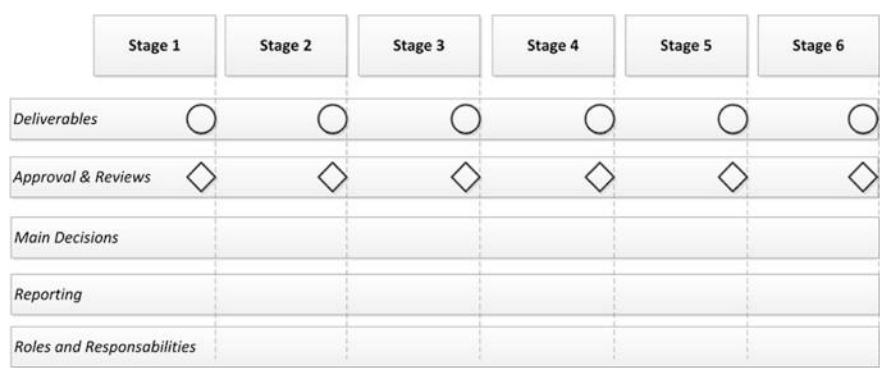 Stage 1 Stage 2 Stage 3 Stage 4 Stage 5 Stage 6
Deliverables
Approval & Reviews
Main Decisions
Reporting
Roles and Responsabilities